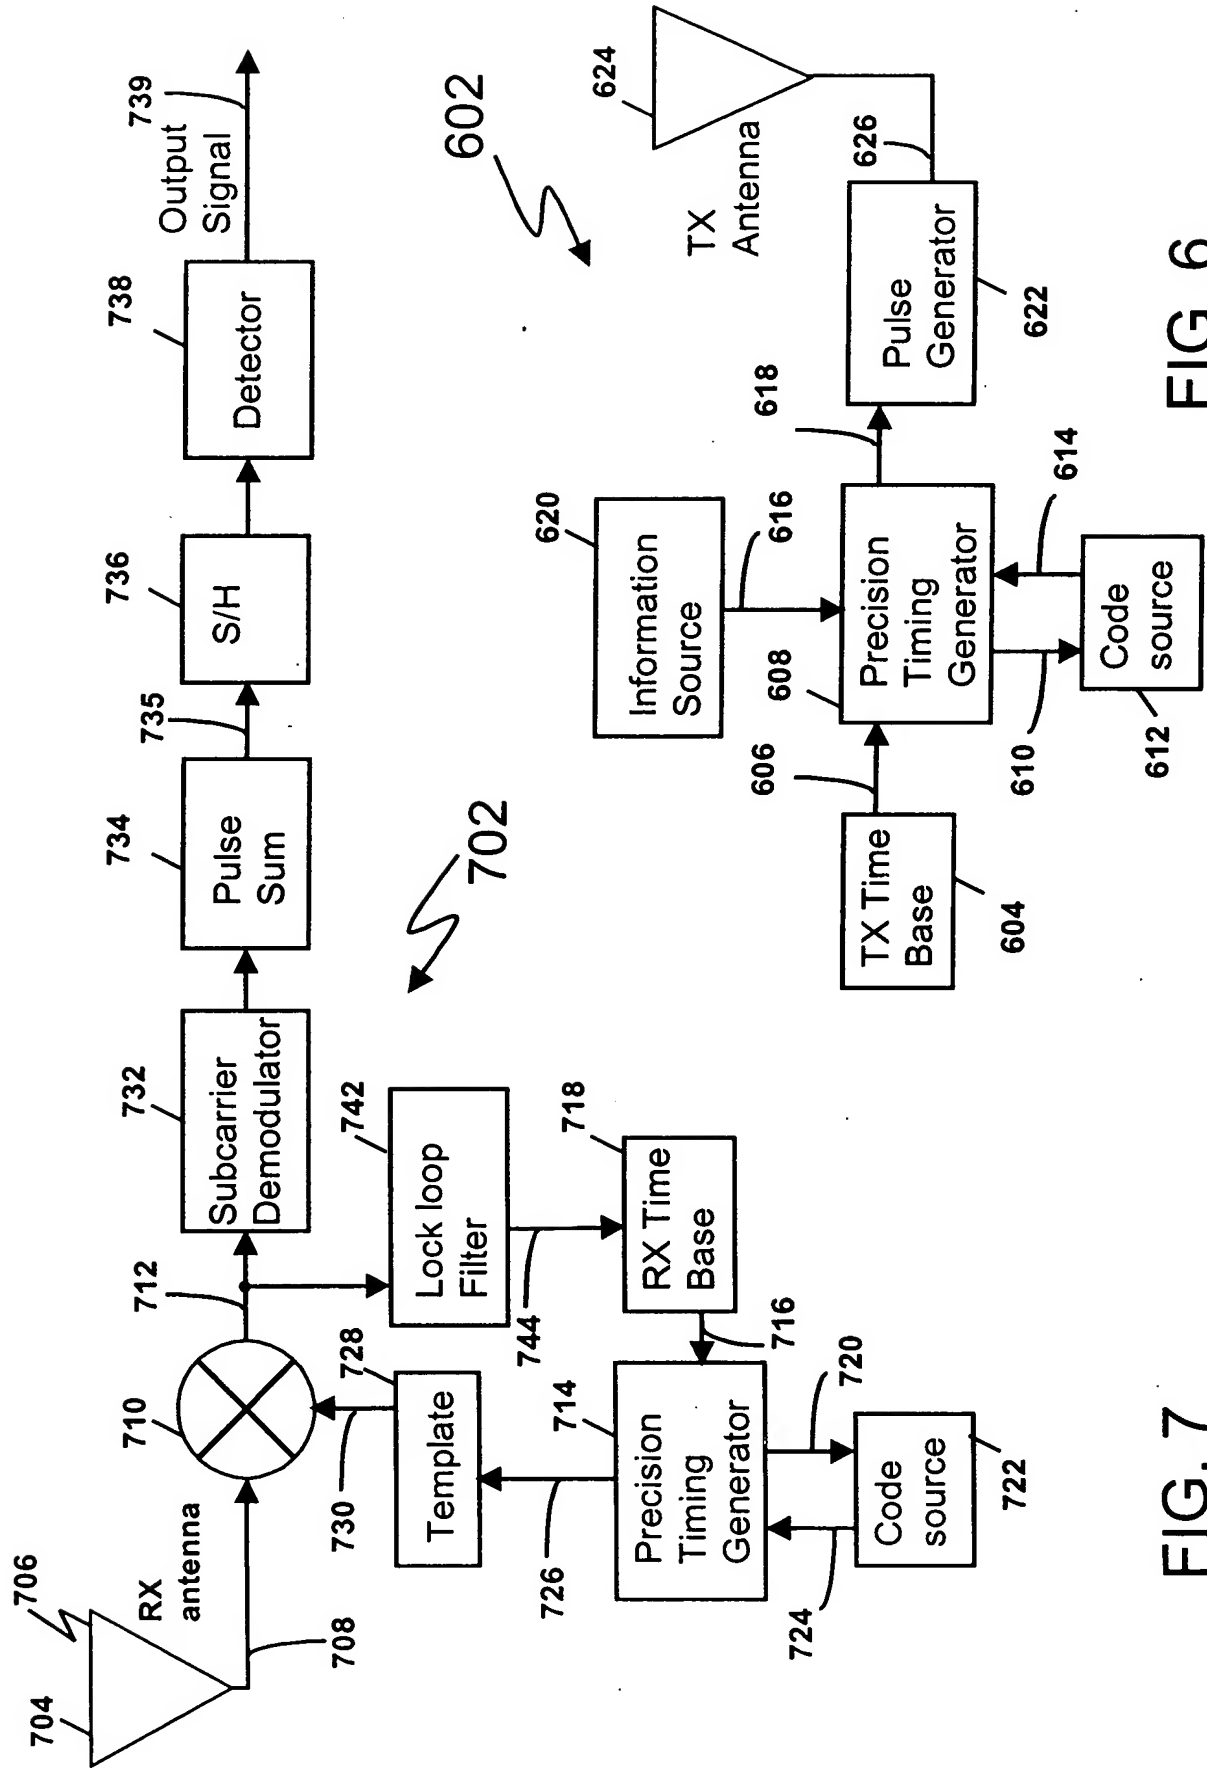 704
706
RX
antenna
708
710
712
732
Subcarrier
Demodulator
734
Pulse
Sum
735
736
S/H
738
Detector
Output
Signal
739
730
728
Template
726
742
Lock loop
Filter
744
718
RX Time
Base
716
714
Precision
Timing
Generator
720
724
Code
source
722
702
FIG. 7
602
624
TX
Antenna
626
620
Information
Source
616
TX Time
Base
604
606
608
Precision
Timing
Generator
618
Pulse
Generator
622
610
614
Code
source
612
FIG. 6